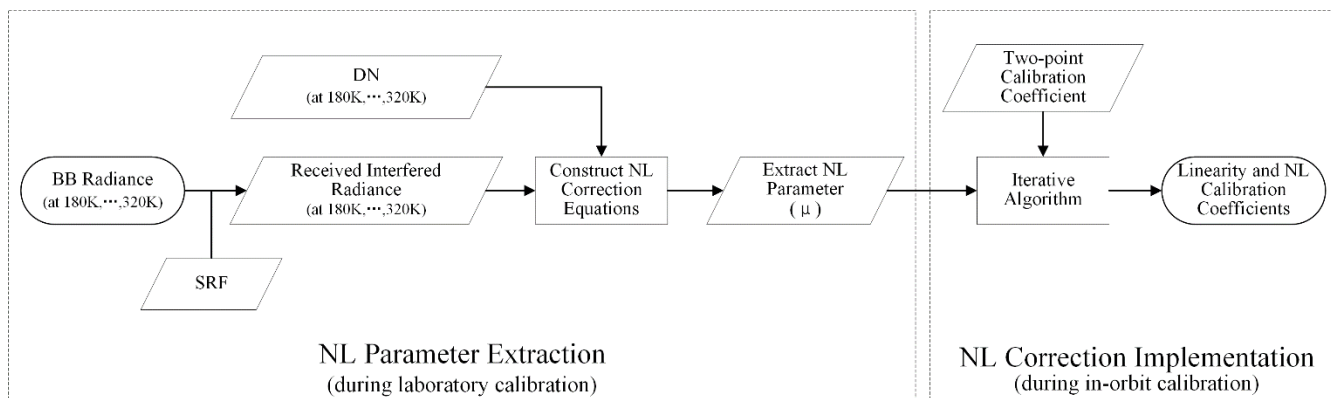 DN
(at 180K,⋯,320K)
BB Radiance
(at 180K,⋯,320K)
SRF
Received Interfered
Radiance
(at 180K,⋯,320K)
Construct NL
Correction
Equations
Extract NL
Parameter
( μ )
NL Parameter Extraction
(during laboratory calibration)
Two-point
Calibration
Coefficient
Iterative
Algorithm
Linearity and NL
Calibration
Coefficients
NL Correction Implementation
(during in-orbit calibration)